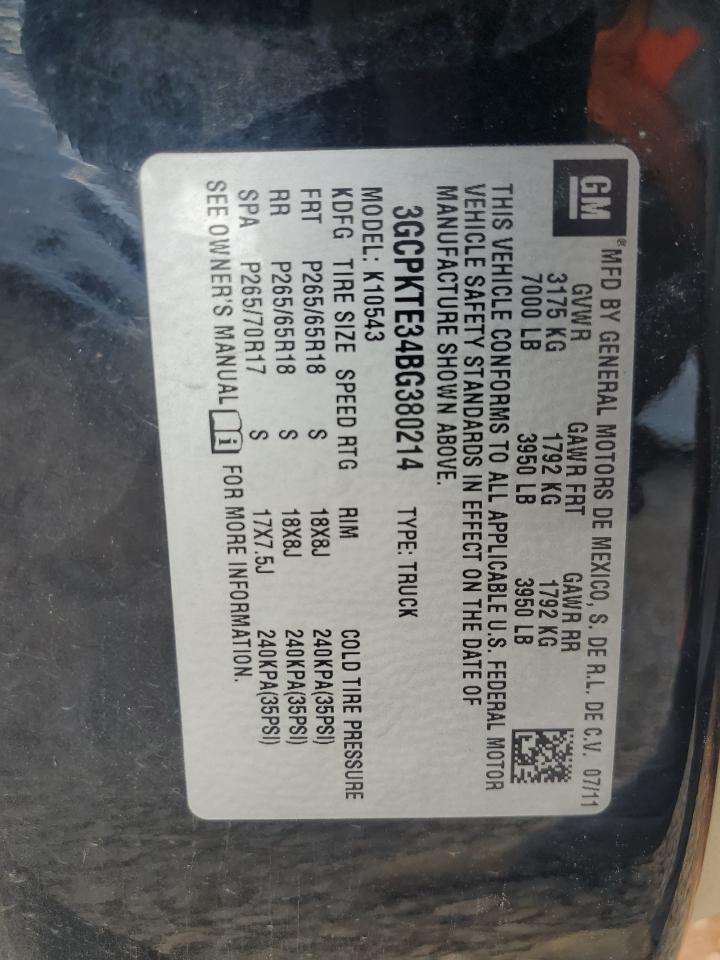 GM® MFD BY GENERAL MOTORS DE MEXICO, S. DE R.L. DE C.V. 07/11
GVWR GAWR FRT GAWR RR
3175 KG 1792 KG 1792 KG
7000 LB 3950 LB 3950 LB
THIS VEHICLE CONFORMS TO ALL APPLICABLE U.S. FEDERAL MOTOR
VEHICLE SAFETY STANDARDS IN EFFECT ON THE DATE OF
MANUFACTURE SHOWN ABOVE.
3GCPKTE34BG380214 TYPE: TRUCK
MODEL: K10543
KDFG TIRE SIZE SPEED RTG RIM COLD TIRE PRESSURE
FRT P265/65R18 S 18X8J 240KPA(35PSI)
RR P265/65R18 S 18X8J 240KPA(35PSI)
SPA P265/70R17 S 17X7.5J 240KPA(35PSI)
SEE OWNER'S MANUAL i FOR MORE INFORMATION.